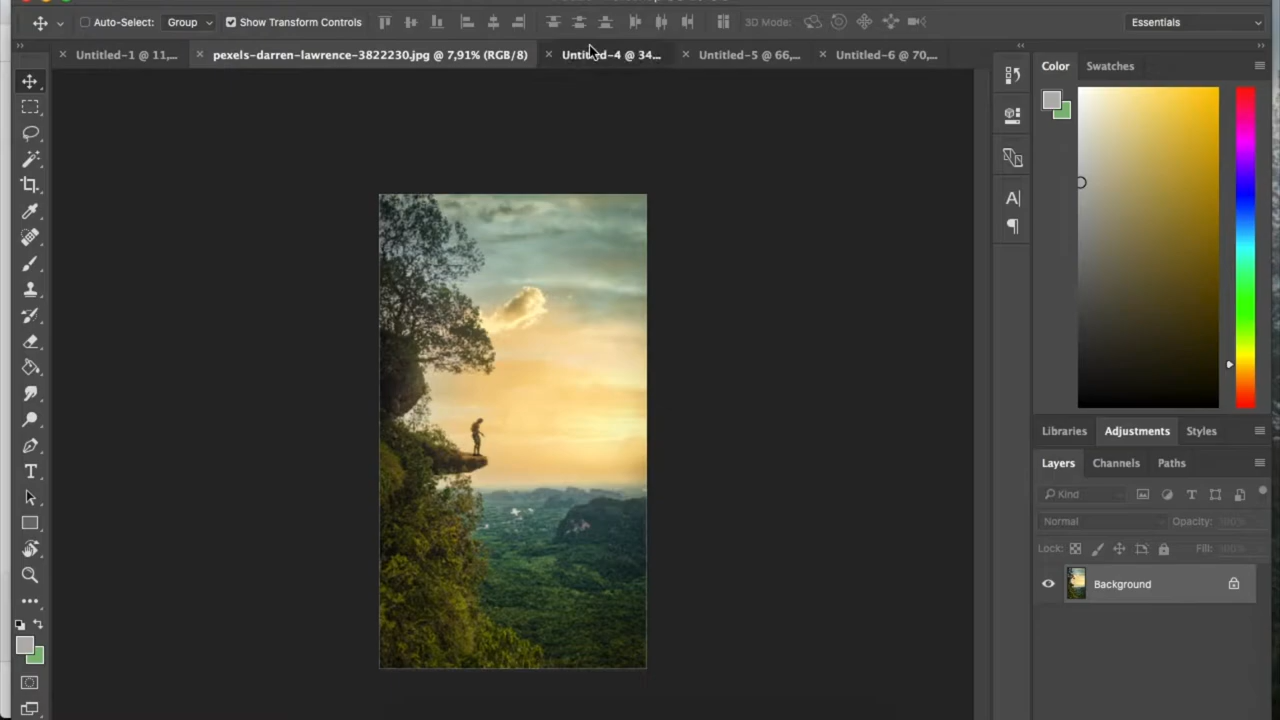 Auto-Select: Group Show Transform Controls 3D Mode: Essentials
Untitled-1 @ 11,... pexels-darren-lawrence-3822230.jpg @ 7,91% (RGB/8) Untitled-4 @ 34... Untitled-5 @ 66,... Untitled-6 @ 70,...
Color Swatches
Libraries Adjustments Styles
Layers Channels Paths
Kind
Normal Opacity: 100%
Lock: Fill: 100%
Background